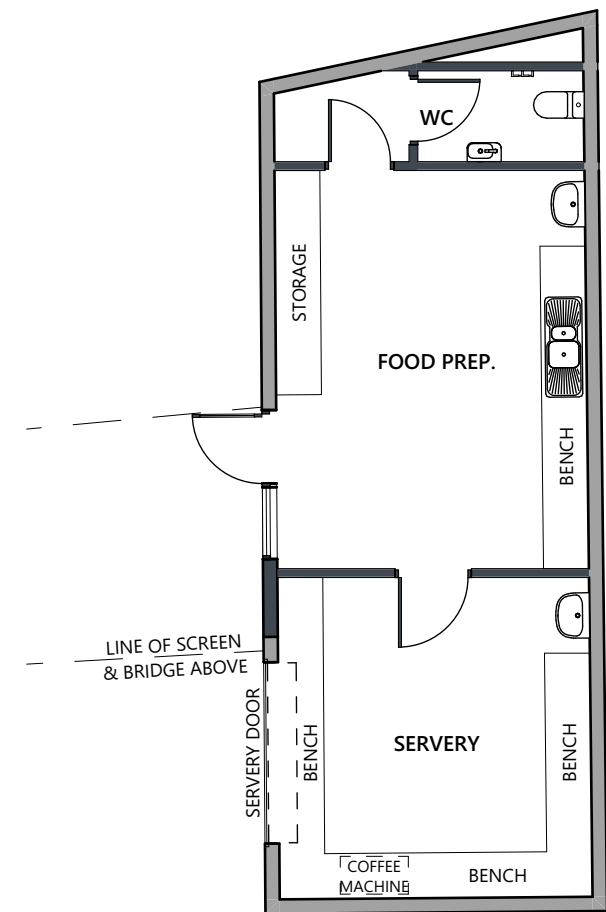 WC
STORAGE
FOOD PREP.
BENCH
LINE OF SCREEN
& BRIDGE ABOVE
SERVERY DOOR
BENCH
SERVERY
BENCH
COFFEE
MACHINE
BENCH